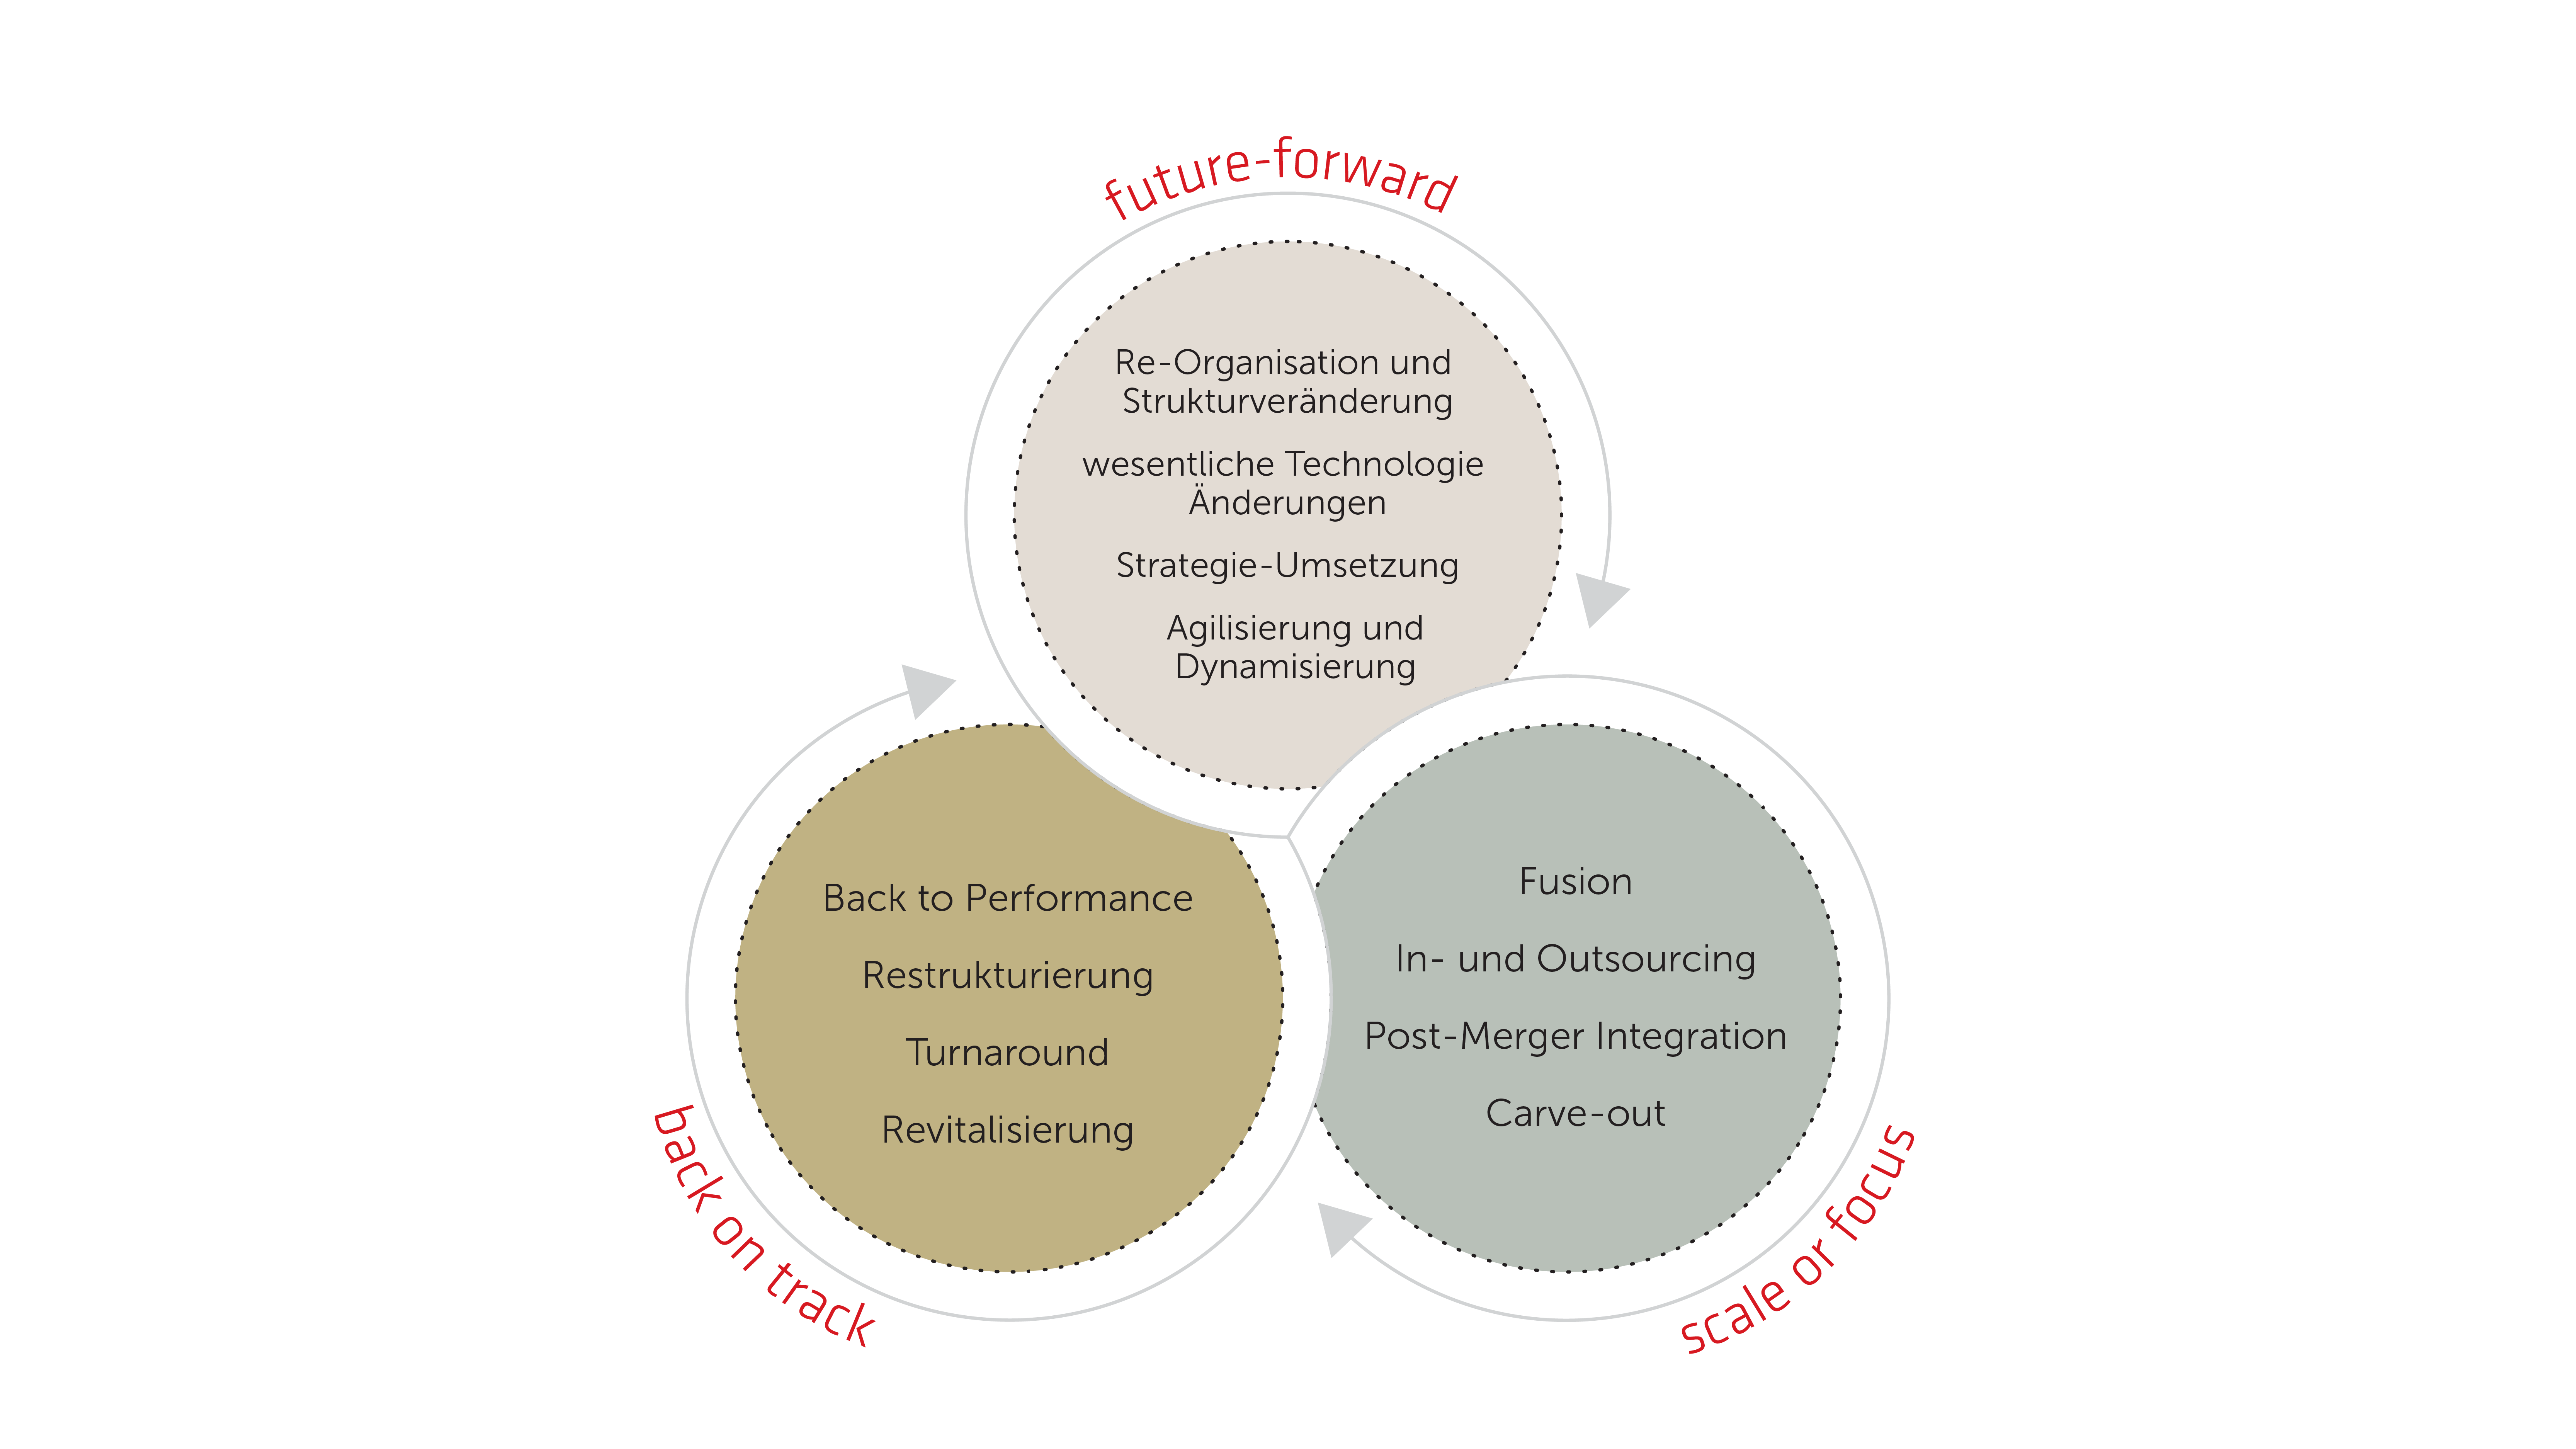 future-forward
Re-Organisation und
Strukturveränderung
wesentliche Technologie
Änderungen
Strategie-Umsetzung
Agilisierung und
Dynamisierung
Back to Performance
Restrukturierung
Turnaround
Revitalisierung
back on track
Fusion
In- und Outsourcing
Post-Merger Integration
Carve-out
scale or focus